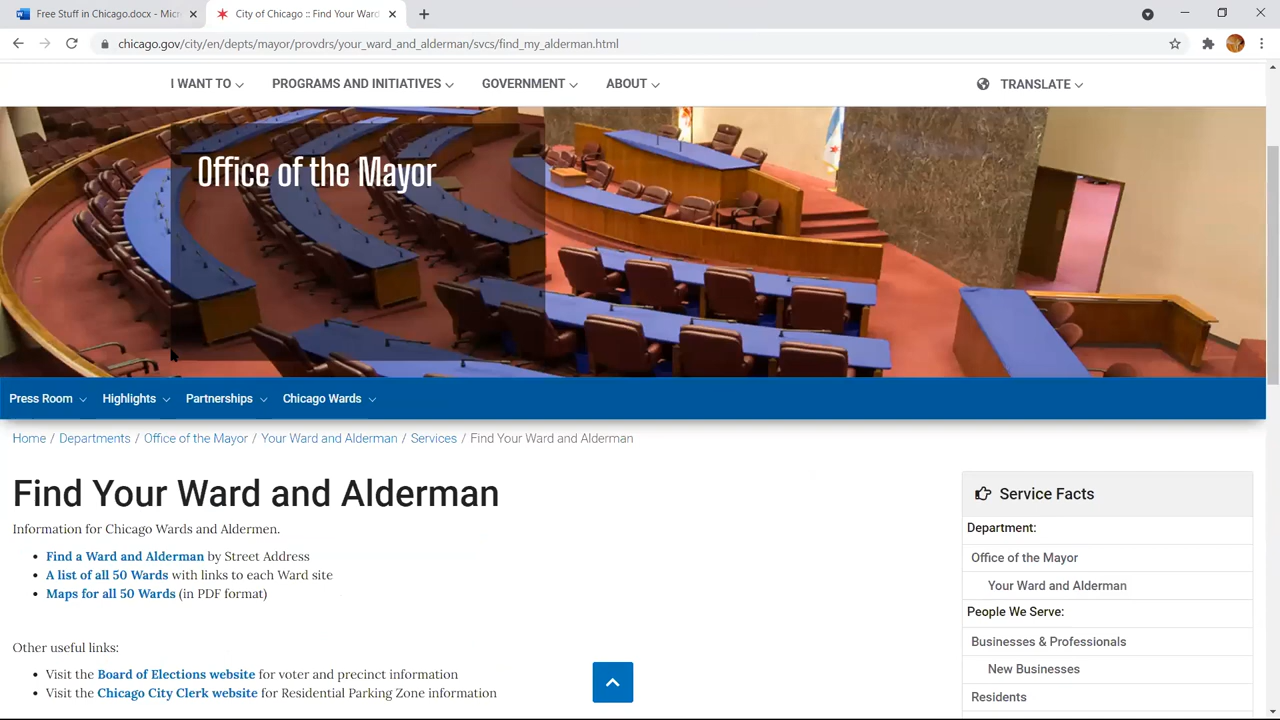 Free Stuff in Chicago.docx - Micr
City of Chicago :: Find Your Ward
chicago.gov/city/en/depts/mayor/provdrs/your_ward_and_alderman/svcs/find_my_alderman.html
I WANT TO
PROGRAMS AND INITIATIVES
GOVERNMENT
ABOUT
TRANSLATE
Office of the Mayor
Press Room
Highlights
Partnerships
Chicago Wards
Home / Departments / Office of the Mayor / Your Ward and Alderman / Services / Find Your Ward and Alderman
Find Your Ward and Alderman
Information for Chicago Wards and Aldermen.
Find a Ward and Alderman by Street Address
A list of all 50 Wards with links to each Ward site
Maps for all 50 Wards (in PDF format)
Other useful links:
Visit the Board of Elections website for voter and precinct information
Visit the Chicago City Clerk website for Residential Parking Zone information
Service Facts
Department:
Office of the Mayor
Your Ward and Alderman
People We Serve:
Businesses & Professionals
New Businesses
Residents